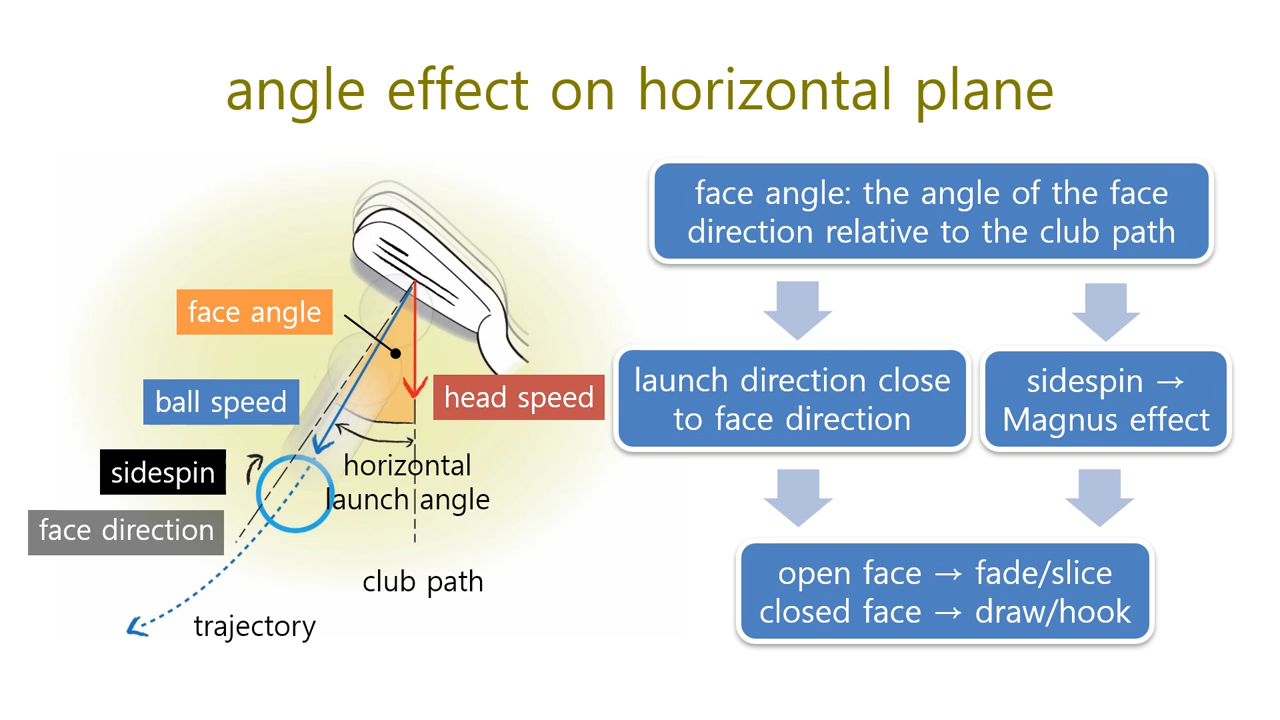 angle effect on horizontal plane
face angle
ball speed
head speed
sidespin
horizontal
launch angle
face direction
club path
trajectory
face angle: the angle of the face
direction relative to the club path
launch direction close
to face direction
sidespin →
Magnus effect
open face → fade/slice
closed face → draw/hook